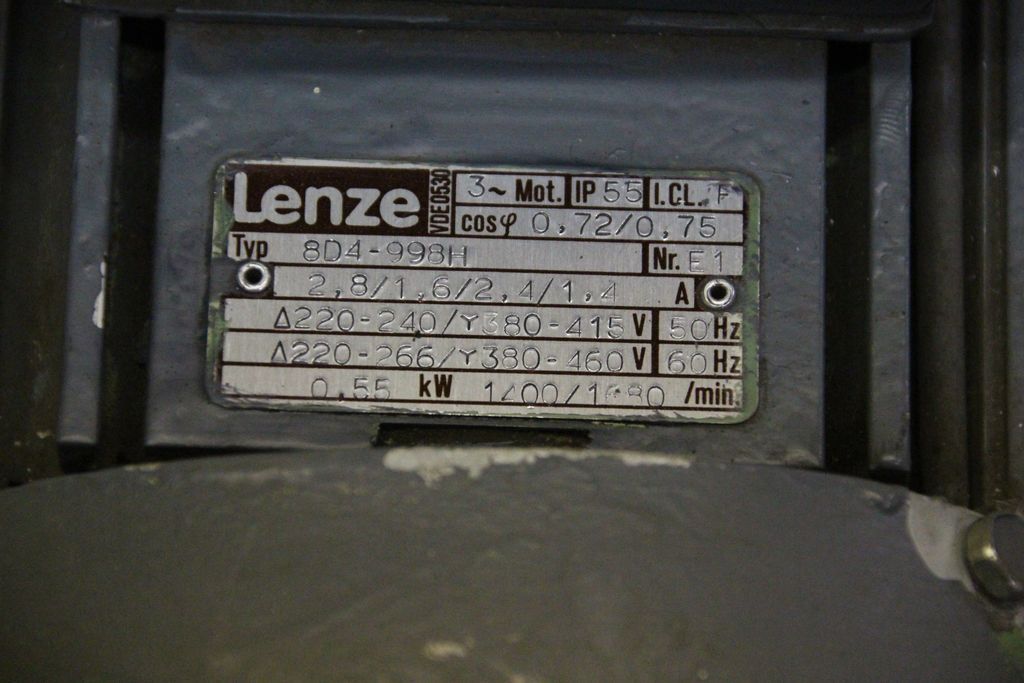 Lenze VDE0530 3~ Mot. IP 55 I.CL. F
cosφ 0,72/0,75
Typ 8D4-998H Nr. E1
2,8/1,6/2,4/1,4 A
Δ220-240/Y380-415 V 50 Hz
Δ220-266/Y380-460 V 60 Hz
0,55 kW 1400/1680 /min